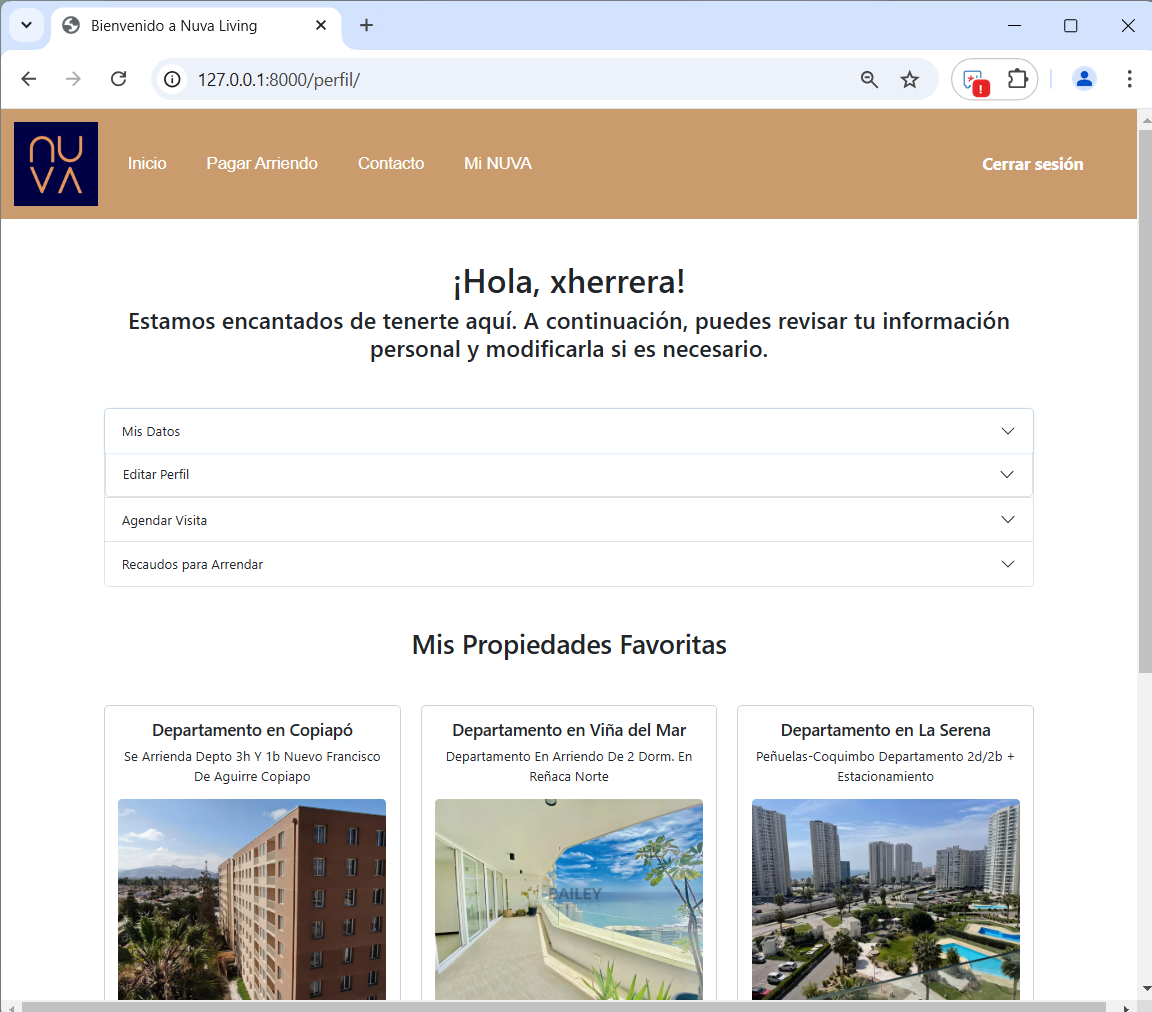 Bienvenido a Nuva Living
127.0.0.1:8000/perfil/
NU
VA
Inicio
Pagar Arriendo
Contacto
Mi NUVA
Cerrar sesión
¡Hola, xherrera!
Estamos encantados de tenerte aquí. A continuación, puedes revisar tu información
personal y modificarla si es necesario.
Mis Datos
Editar Perfil
Agendar Visita
Recaudos para Arrendar
Mis Propiedades Favoritas
Departamento en Copiapó
Se Arrienda Depto 3h Y 1b Nuevo Francisco
De Aguirre Copiapo
Departamento en Viña del Mar
Departamento En Arriendo De 2 Dorm. En
Reñaca Norte
BAILEY
Departamento en La Serena
Peñuelas-Coquimbo Departamento 2d/2b +
Estacionamiento